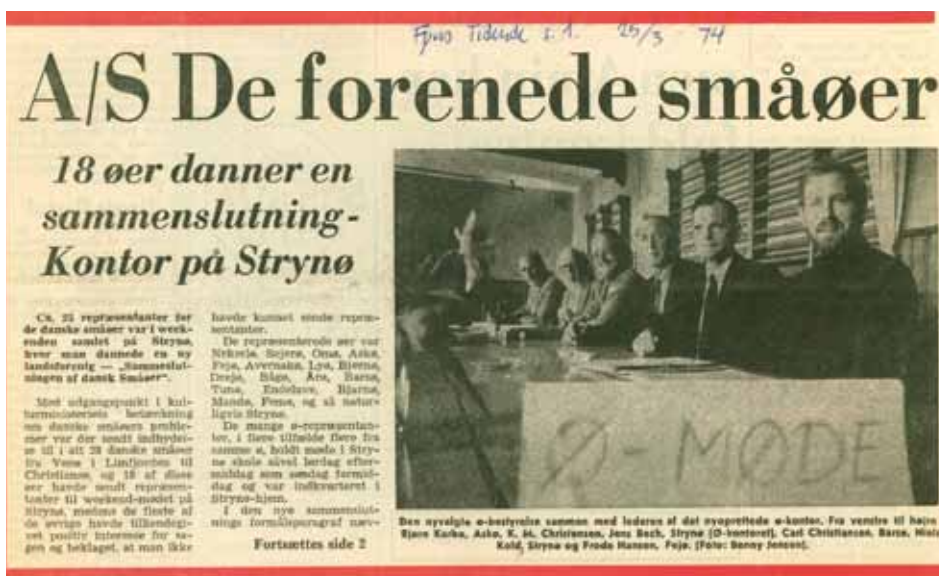 Fyns Tidende s. 1. 25/3 74
A/S De forenede småøer
18 øer danner en
sammenslutning-
Kontor på Strynø
Ca. 25 repræsentanter for
de danske småøer var i week-
enden samlet på Strynø,
hvor man dannede en ny
landsforenig — „Sammenslut-
ningen af dansk Småøer“.
Med udgangspunkt i kul-
turministeriets betænkning
om danske småøers proble-
mer var der sendt indbydel-
se til i alt 28 danske småøer
fra Venø i Limfjorden til
Christiansø, og 18 af disse
øer havde sendt repræsen-
tanter til weekend-mødet på
Strynø, medens de fleste af
de øvrige havde tilkendegi-
vet positiv interesse for sa-
gen og beklaget, at man ikke
havde kunnet sende repræ-
sentanter.
De repræsenterede øer var
Nekselø, Sejerø, Omø, Askø,
Fejø, Avernakø, Lyø, Bjørnø,
Drejø, Bågø, Årø, Barsø,
Tunø, Endelave, Hjarnø,
Mandø, Femø, og så natur-
ligvis Strynø.
De mange ø-repræsentan-
ter, i flere tilfælde flere fra
samme ø, holdt møde i Stry-
nø skole såvel lørdag efter-
middag som søndag formid-
dag og var indkvarteret i
Strynø-hjem.
I den nye sammenslut-
nings formålsparagraf næv-
Fortsættes side 2
Ø-MØDE
Den nyvalgte ø-bestyrelse sammen med lederen af det nyoprettede ø-kontor. Fra venstre til højre
Bjørn Karbo, Askø, K. M. Christensen, Jens Bech, Strynø (Ø-kontoret), Carl Christiansen, Barsø, Niels
Kold, Strynø og Frode Hansen, Fejø. (Foto: Benny Jensen).